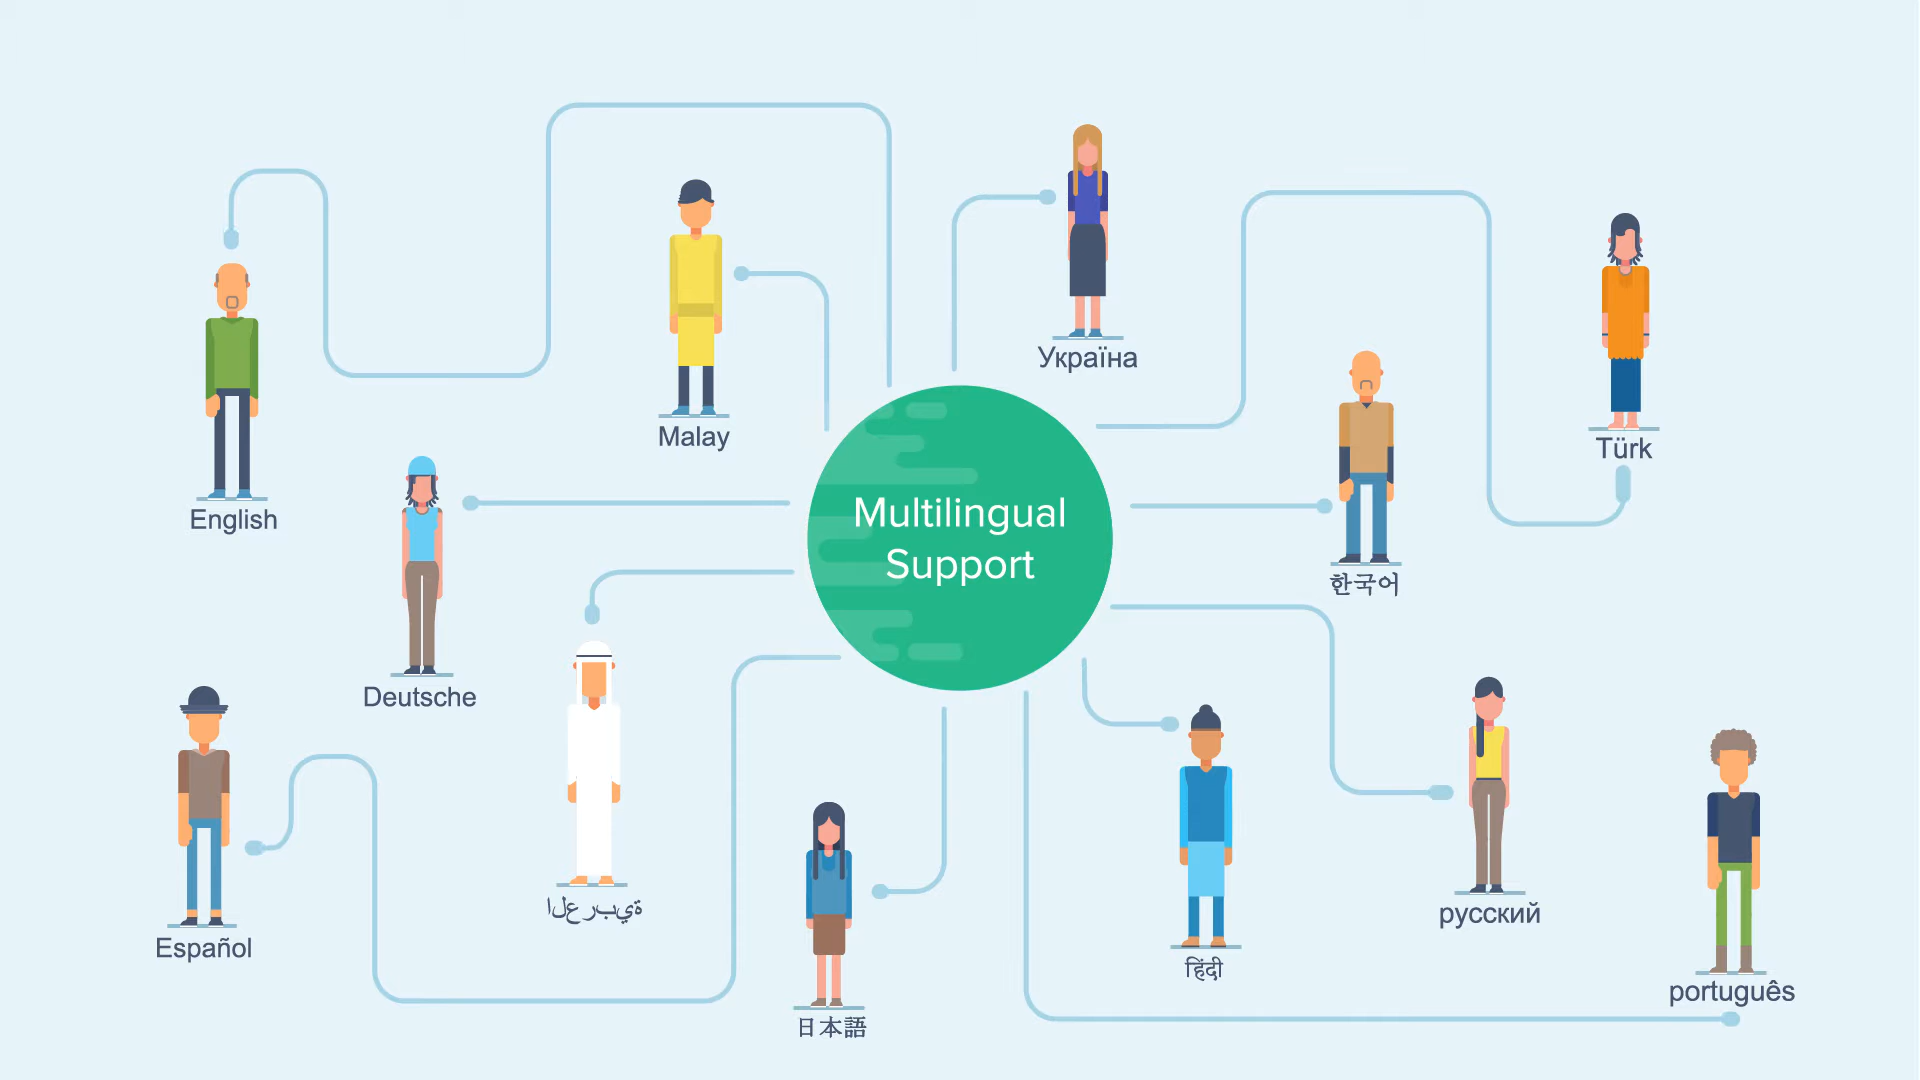 Україна
Malay
Türk
English
Multilingual
Support
한국어
Deutsche
العربية
русский
Español
हिंदी
português
日本語